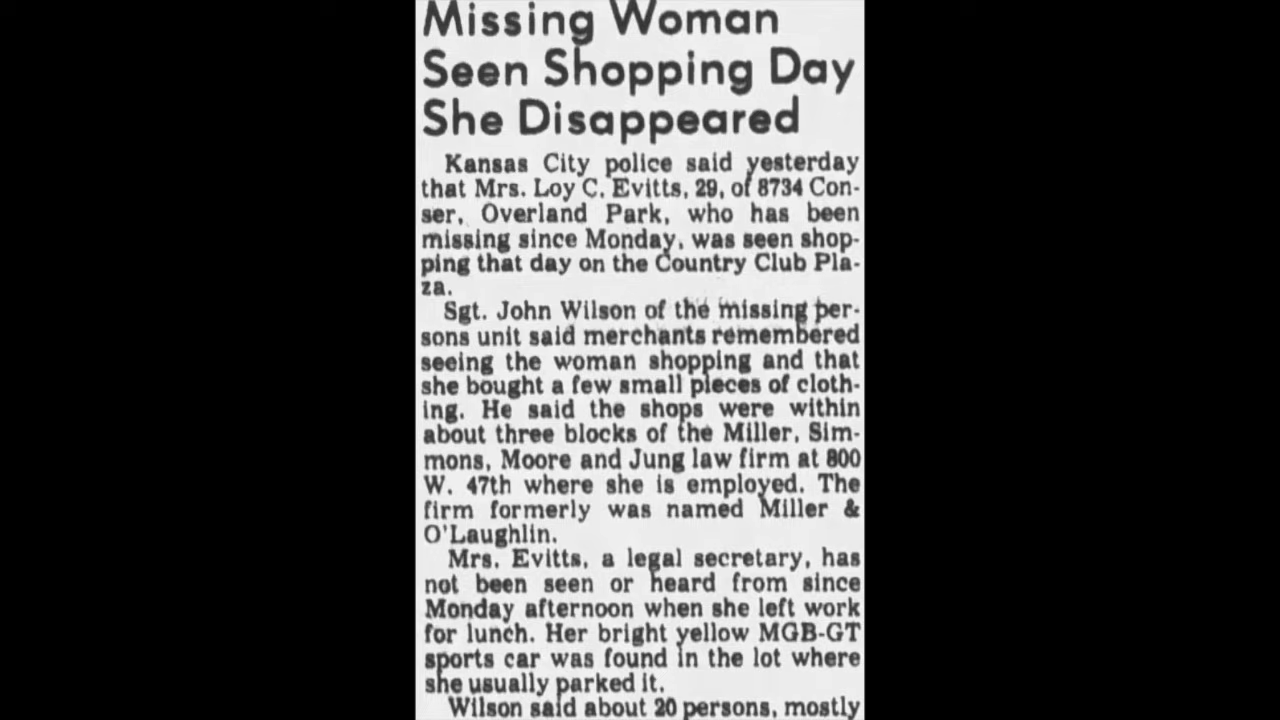 Missing Woman
Seen Shopping Day
She Disappeared
Kansas City police said yesterday
that Mrs. Loy C. Evitts, 29, of 8734 Con-
ser, Overland Park, who has been
missing since Monday, was seen shop-
ping that day on the Country Club Pla-
za.
Sgt. John Wilson of the missing per-
sons unit said merchants remembered
seeing the woman shopping and that
she bought a few small pieces of cloth-
ing. He said the shops were within
about three blocks of the Miller, Sim-
mons, Moore and Jung law firm at 800
W. 47th where she is employed. The
firm formerly was named Miller &
O'Laughlin.
Mrs. Evitts, a legal secretary, has
not been seen or heard from since
Monday afternoon when she left work
for lunch. Her bright yellow MGB-GT
sports car was found in the lot where
she usually parked it.
Wilson said about 20 persons, mostly